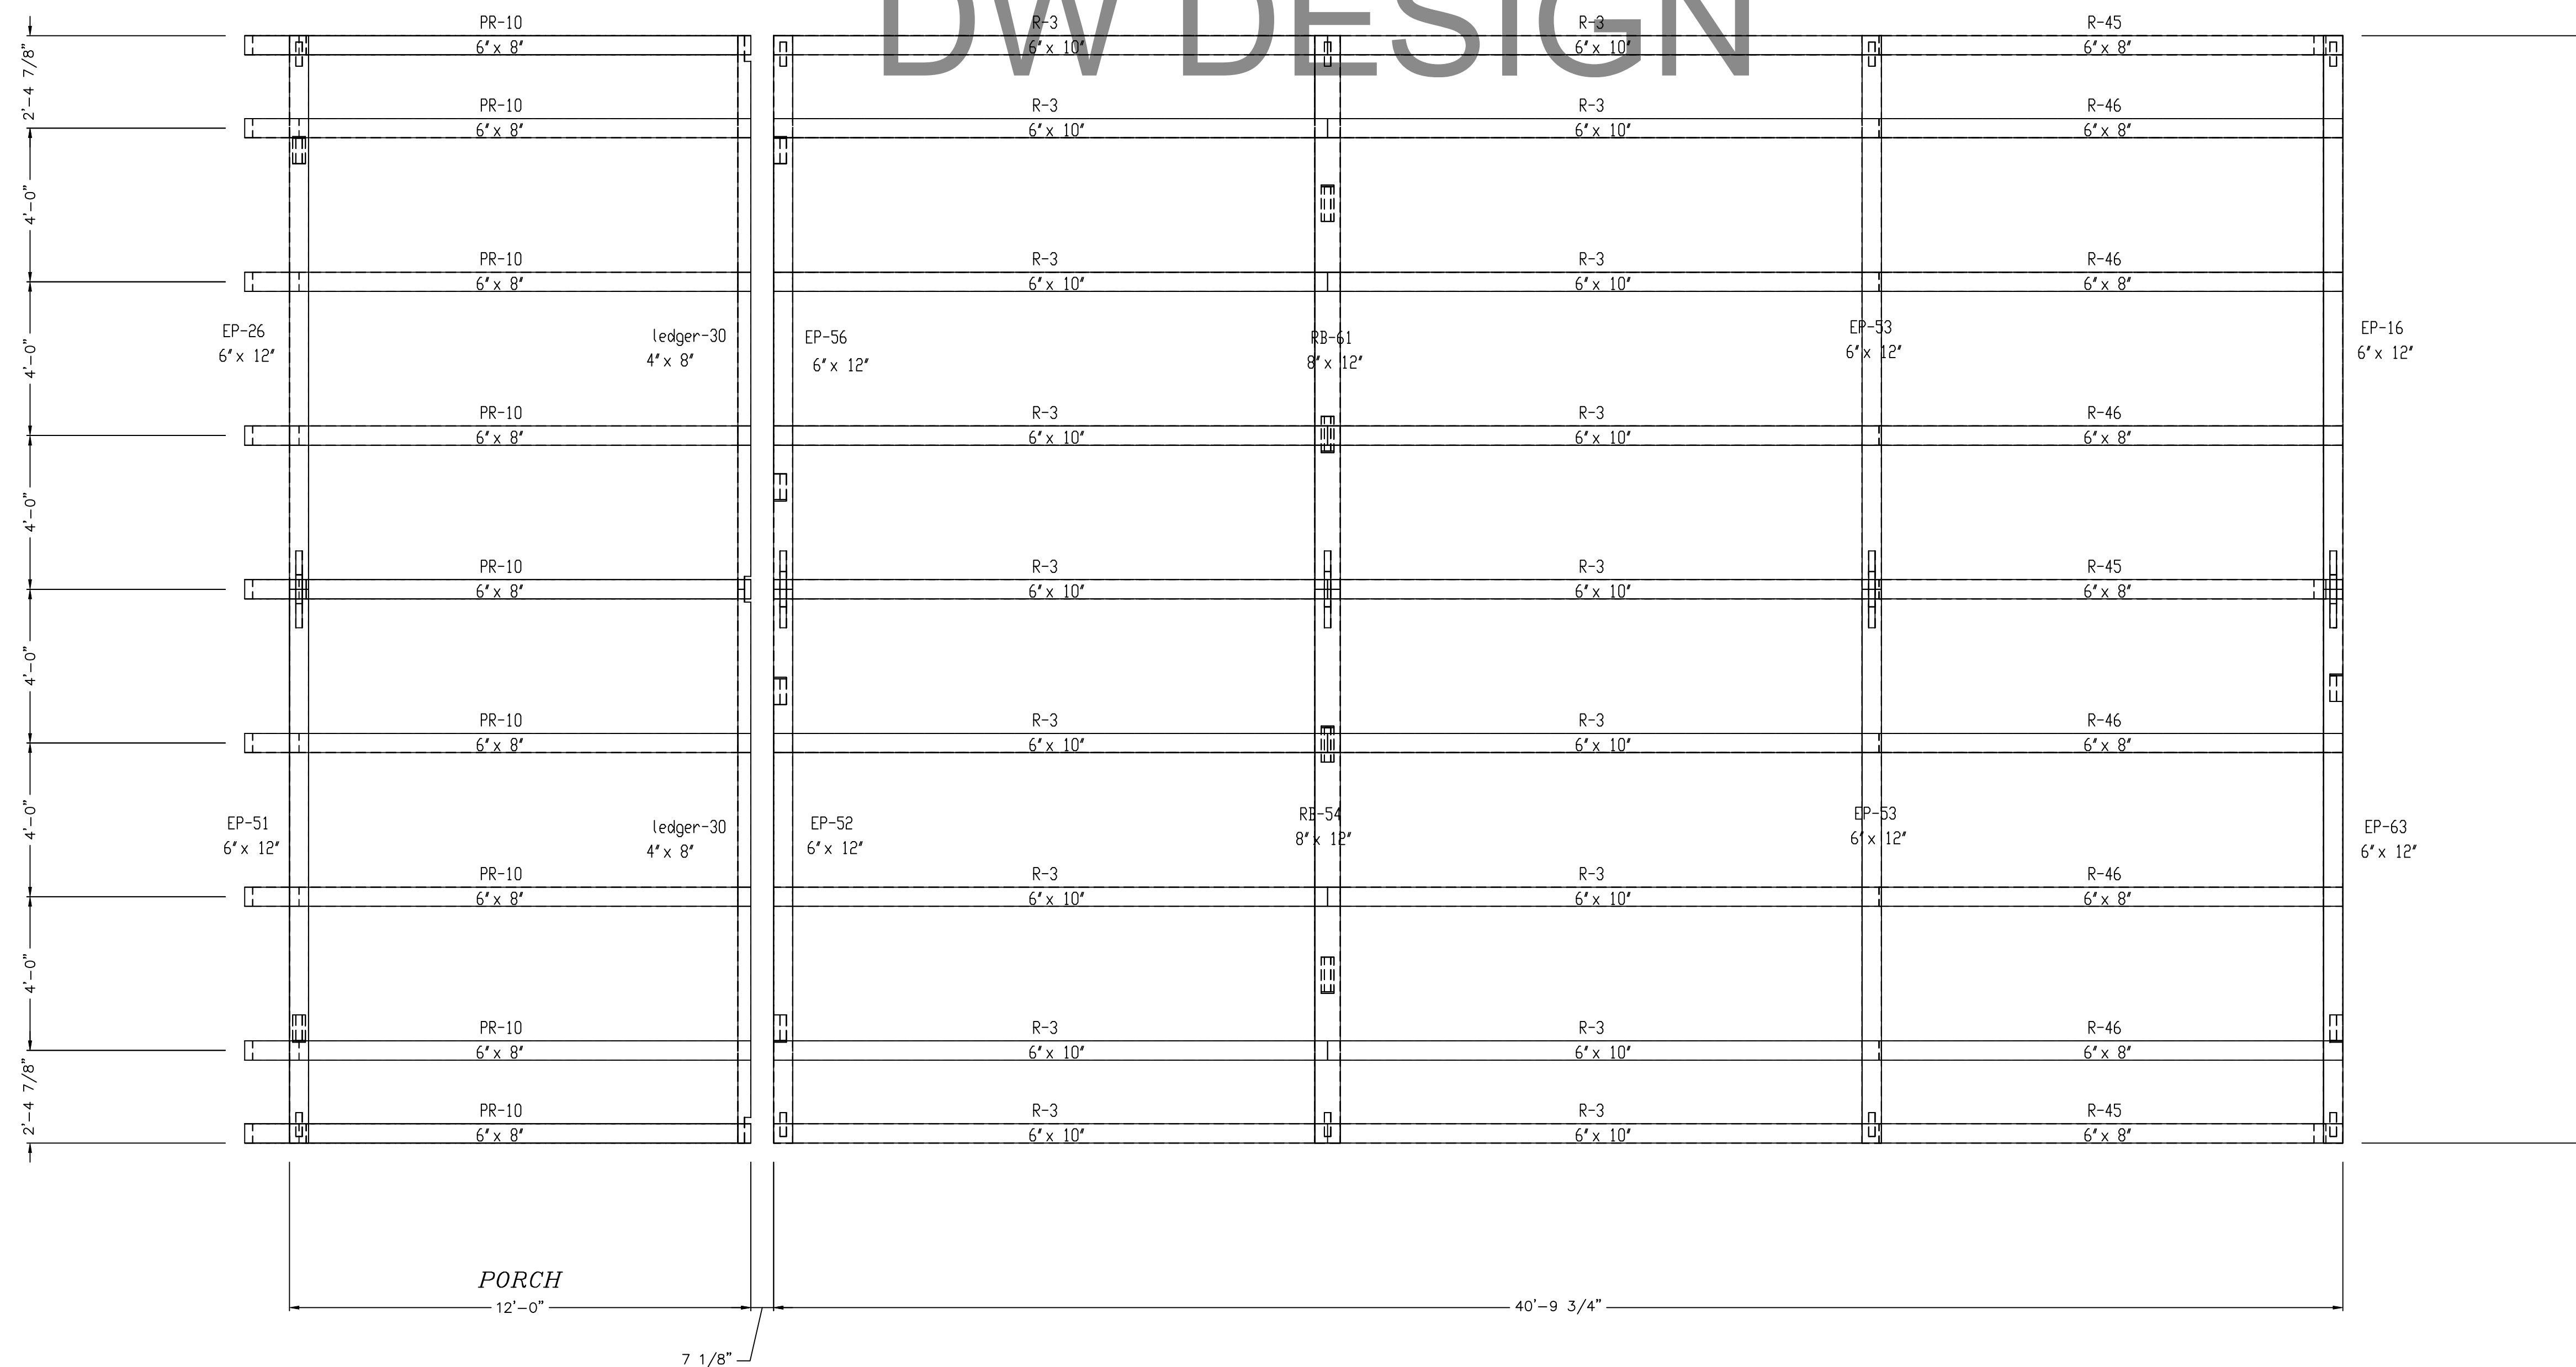 DW DESIGN
PR-10 R-3 R-3 R-45
6" x 8" 6" x 10" 6" x 10" 6" x 8"
2'-4 7/8"
PR-10 R-3 R-3 R-46
6" x 8" 6" x 10" 6" x 10" 6" x 8"
4'-0"
PR-10 R-3 R-3 R-46
6" x 8" 6" x 10" 6" x 10" 6" x 8"
EP-26 ledger-30 EP-56 RB-61 EP-53 EP-16
6" x 12" 4" x 8" 6" x 12" 8" x 12" 6" x 12" 6" x 12"
4'-0"
PR-10 R-3 R-3 R-46
6" x 8" 6" x 10" 6" x 10" 6" x 8"
4'-0"
PR-10 R-3 R-3 R-45
6" x 8" 6" x 10" 6" x 10" 6" x 8"
4'-0"
PR-10 R-3 R-3 R-46
6" x 8" 6" x 10" 6" x 10" 6" x 8"
4'-0"
EP-51 ledger-30 EP-52 RB-54 EP-53 EP-63
6" x 12" 4" x 8" 6" x 12" 8" x 12" 6" x 12" 6" x 12"
PR-10 R-3 R-3 R-46
6" x 8" 6" x 10" 6" x 10" 6" x 8"
4'-0"
PR-10 R-3 R-3 R-46
6" x 8" 6" x 10" 6" x 10" 6" x 8"
2'-4 7/8"
PR-10 R-3 R-3 R-45
6" x 8" 6" x 10" 6" x 10" 6" x 8"
PORCH
12'-0" 40'-9 3/4"
7 1/8"